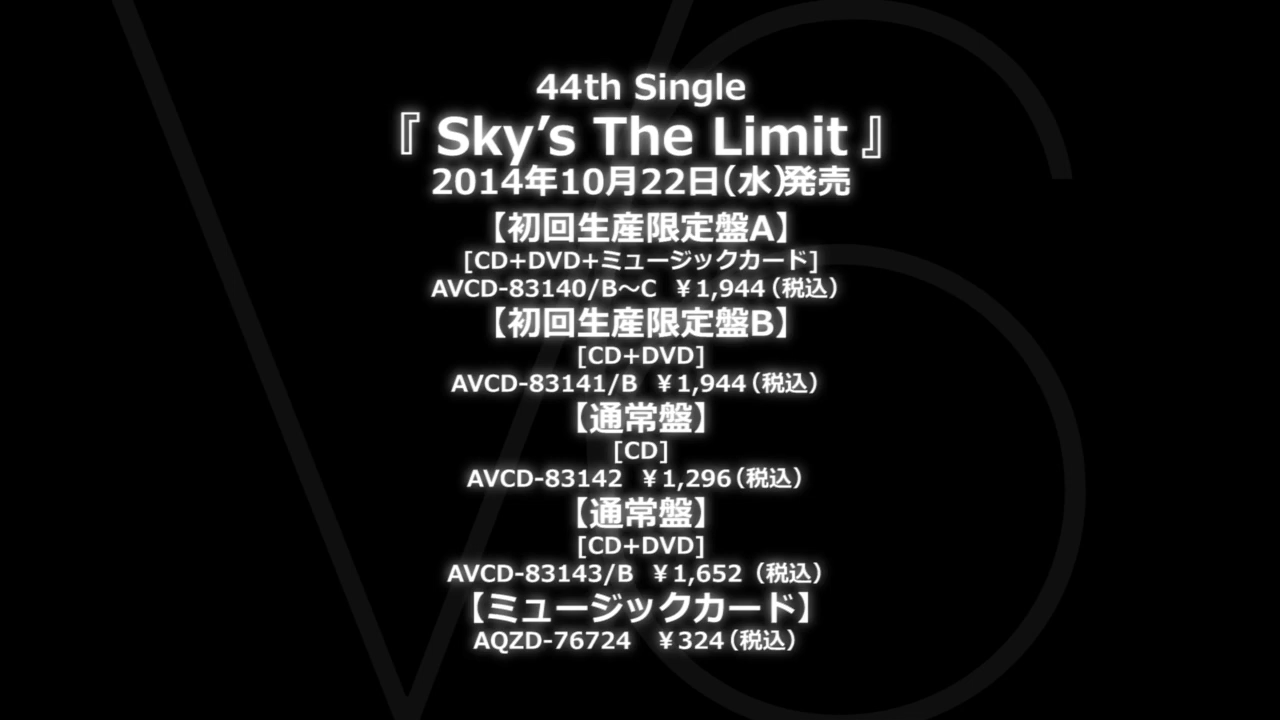 44th Single
『 Sky’s The Limit 』
2014年10月22日（水）発売
【初回生産限定盤A】
[CD+DVD+ミュージックカード]
AVCD-83140/B～C ￥1,944（税込）
【初回生産限定盤B】
[CD+DVD]
AVCD-83141/B ￥1,944（税込）
【通常盤】
[CD]
AVCD-83142 ￥1,296（税込）
【通常盤】
[CD+DVD]
AVCD-83143/B ￥1,652（税込）
【ミュージックカード】
AQZD-76724 ￥324（税込）
V6